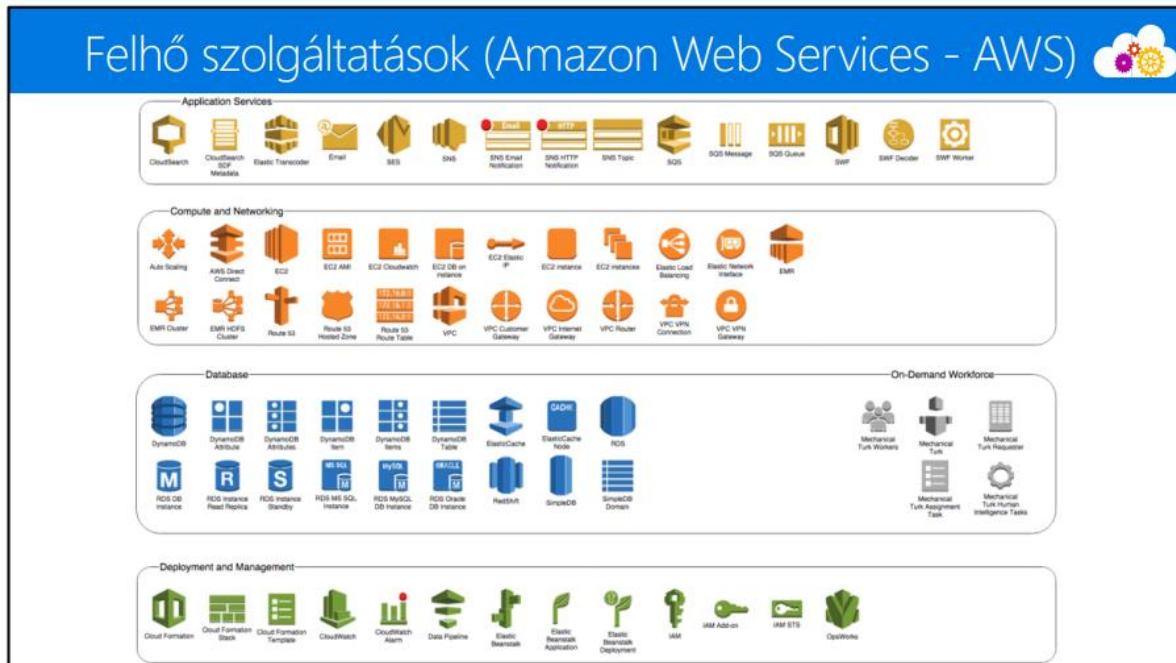 Felhő szolgáltatások (Amazon Web Services - AWS)
Application Services
CloudSearch
CloudSearch
SDF
Metadata
Elastic Transcoder
Email
SES
SNS
Email
SNS Email
Notification
HTTP
SNS HTTP
Notification
SNS Topic
SQS
SQS Message
SQS Queue
SWF
SWF Decider
SWF Worker
Compute and Networking
Auto Scaling
AWS Direct
Connect
EC2
EC2 AMI
EC2 Cloudwatch
EC2 DB on
instance
EC2 Elastic
IP
EC2 instance
EC2 instances
Elastic Load
Balancing
Elastic Network
Interface
EMR
EMR Cluster
EMR HDFS
Cluster
Route 53
Route 53
Hosted Zone
Route 53
Route Table
VPC
VPC Customer
Gateway
VPC Internet
Gateway
VPC Router
VPC VPN
Connection
VPC VPN
Gateway
Database
DynamoDB
DynamoDB
Attribute
DynamoDB
Attributes
DynamoDB
Item
DynamoDB
Items
DynamoDB
Table
ElastiCache
CACHE
ElastiCache
Node
RDS
M
RDS DB
Instance
R
RDS Instance
Read Replica
S
RDS Instance
Standby
MS SQL
RDS MS SQL
Instance
MySQL
M
RDS MySQL
DB Instance
ORACLE
M
RDS Oracle
DB Instance
RedShift
SimpleDB
SimpleDB
Domain
On-Demand Workforce
Mechanical
Turk Workers
Mechanical
Turk
Mechanical
Turk Requester
Mechanical
Turk Assignment
Task
Mechanical
Turk Human
Intelligence Tasks
Deployment and Management
Cloud Formation
Cloud Formation
Stack
Cloud Formation
Template
CloudWatch
CloudWatch
Alarm
Data Pipeline
Elastic
Beanstalk
Elastic
Beanstalk
Application
Elastic
Beanstalk
Deployment
IAM
IAM Add-on
IAM STS
OpsWorks